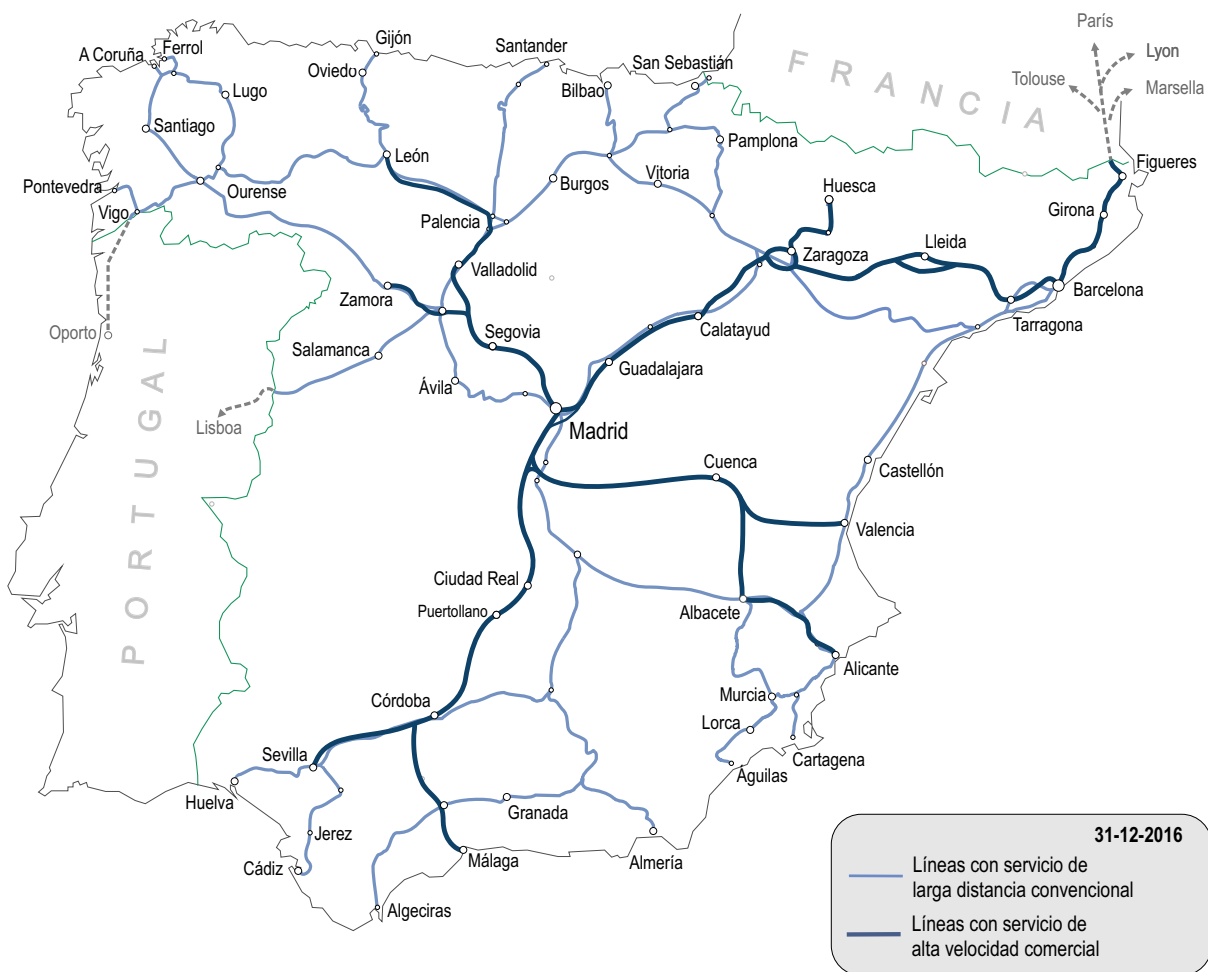 París
Lyon
Tolouse
Marsella
FRANCIA
A Coruña
Ferrol
Gijón
Santander
San Sebastián
Oviedo
Bilbao
Lugo
Santiago
Pamplona
León
Figueres
Pontevedra
Ourense
Burgos
Vitoria
Huesca
Vigo
Palencia
Girona
Zaragoza
Lleida
Valladolid
Zamora
Barcelona
Oporto
Segovia
Calatayud
Tarragona
Salamanca
Guadalajara
Ávila
Lisboa
Madrid
PORTUGAL
Cuenca
Castellón
Valencia
Ciudad Real
Puertollano
Albacete
Alicante
Murcia
Córdoba
Lorca
Sevilla
Cartagena
Águilas
Huelva
Granada
Jerez
Almería
Málaga
Cádiz
Algeciras
31-12-2016
Líneas con servicio de
larga distancia convencional
Líneas con servicio de
alta velocidad comercial